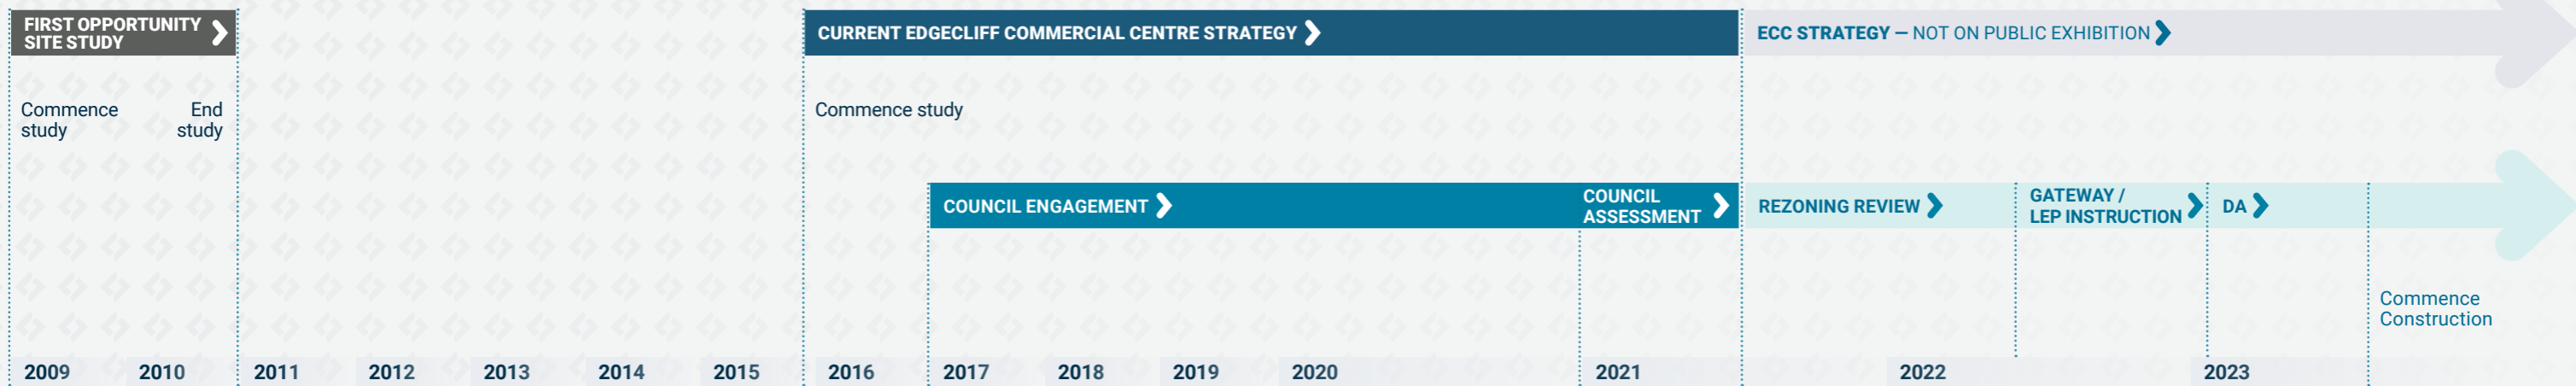 FIRST OPPORTUNITY
SITE STUDY
CURRENT EDGECLIFF COMMERCIAL CENTRE STRATEGY
ECC STRATEGY — NOT ON PUBLIC EXHIBITION
Commence
study
End
study
Commence study
COUNCIL ENGAGEMENT
COUNCIL
ASSESSMENT
REZONING REVIEW
GATEWAY /
LEP INSTRUCTION
DA
Commence
Construction
2009
2010
2011
2012
2013
2014
2015
2016
2017
2018
2019
2020
2021
2022
2023